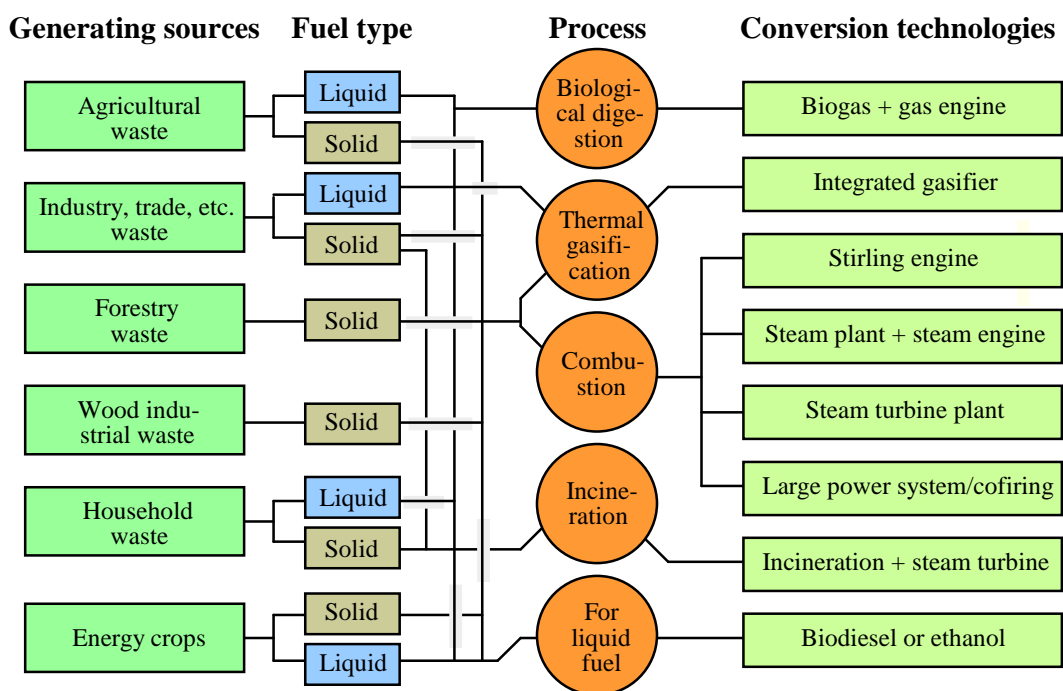 Generating sources
Fuel type
Process
Conversion technologies
Agricultural
waste
Industry, trade, etc.
waste
Forestry
waste
Wood indu-
strial waste
Household
waste
Energy crops
Liquid
Solid
Liquid
Solid
Solid
Solid
Liquid
Solid
Solid
Liquid
Biologi-
cal dige-
stion
Thermal
gasifi-
cation
Combu-
stion
Incine-
ration
For
liquid
fuel
Biogas + gas engine
Integrated gasifier
Stirling engine
Steam plant + steam engine
Steam turbine plant
Large power system/cofiring
Incineration + steam turbine
Biodiesel or ethanol